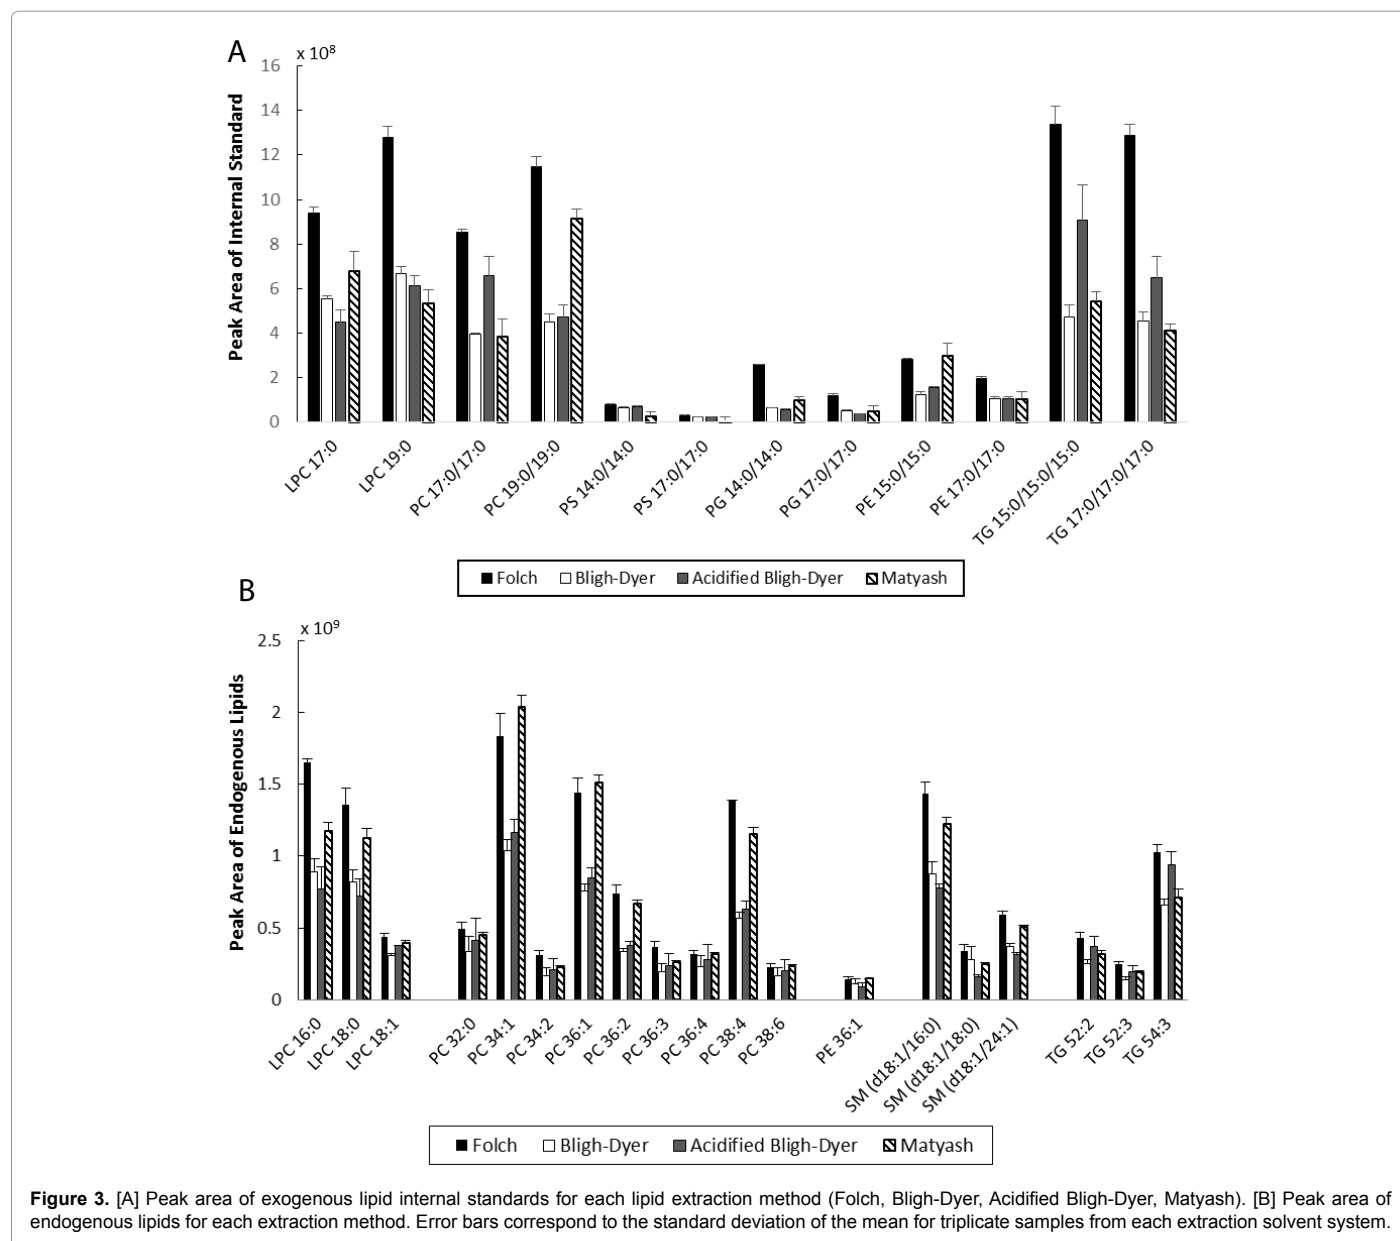 A
x 10⁸
Peak Area of Internal Standard
16
14
12
10
8
6
4
2
0
LPC 17:0
LPC 19:0
PC 17:0/17:0
PC 19:0/19:0
PS 14:0/14:0
PS 17:0/17:0
PG 14:0/14:0
PG 17:0/17:0
PE 15:0/15:0
PE 17:0/17:0
TG 15:0/15:0/15:0
TG 17:0/17:0/17:0
Folch Bligh-Dyer Acidified Bligh-Dyer Matyash
B
x 10⁹
Peak Area of Endogenous Lipids
2.5
2
1.5
1
0.5
0
LPC 16:0
LPC 18:0
LPC 18:1
PC 32:0
PC 34:1
PC 34:2
PC 36:1
PC 36:2
PC 36:3
PC 36:4
PC 38:4
PC 38:6
PE 36:1
SM (d18:1/16:0)
SM (d18:1/18:0)
SM (d18:1/24:1)
TG 52:2
TG 52:3
TG 54:3
Folch Bligh-Dyer Acidified Bligh-Dyer Matyash
Figure 3. [A] Peak area of exogenous lipid internal standards for each lipid extraction method (Folch, Bligh-Dyer, Acidified Bligh-Dyer, Matyash). [B] Peak area of
endogenous lipids for each extraction method. Error bars correspond to the standard deviation of the mean for triplicate samples from each extraction solvent system.